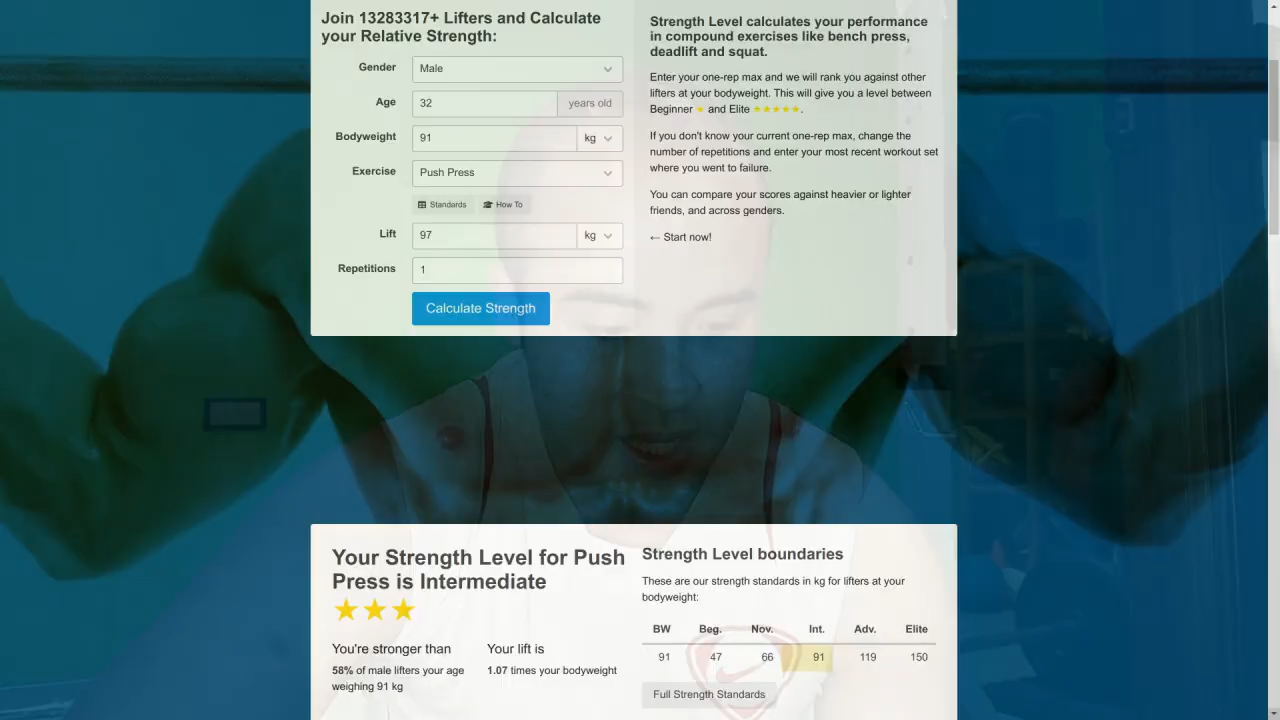 Join 13283317+ Lifters and Calculate
your Relative Strength:
Gender
Male
Age
32
years old
Bodyweight
91
kg
Exercise
Push Press
Standards
How To
Lift
97
kg
Repetitions
1
Calculate Strength
Strength Level calculates your performance
in compound exercises like bench press,
deadlift and squat.
Enter your one-rep max and we will rank you against other
lifters at your bodyweight. This will give you a level between
Beginner ★ and Elite ★★★★★.
If you don't know your current one-rep max, change the
number of repetitions and enter your most recent workout set
where you went to failure.
You can compare your scores against heavier or lighter
friends, and across genders.
← Start now!
Your Strength Level for Push
Press is Intermediate
★★★
You're stronger than
58% of male lifters your age
weighing 91 kg
Your lift is
1.07 times your bodyweight
Strength Level boundaries
These are our strength standards in kg for lifters at your
bodyweight:
BW Beg. Nov. Int. Adv. Elite
91 47 66 91 119 150
Full Strength Standards